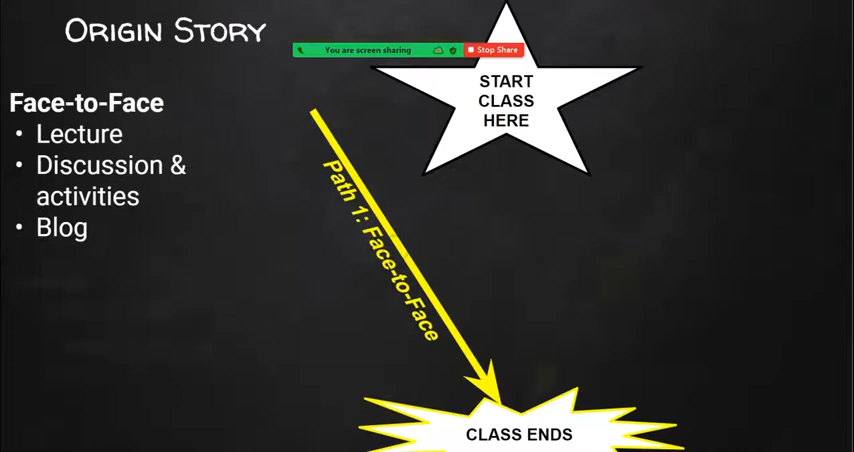 ORIGIN STORY
You are screen sharing
Stop Share
START
CLASS
HERE
Face-to-Face
• Lecture
• Discussion &
activities
• Blog
Path 1: Face-to-Face
CLASS ENDS